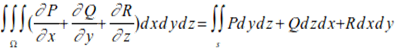 ∭_Ω (∂P/∂x + ∂Q/∂y + ∂R/∂z) dxdydz = ∬_s Pdydz + Qdzdx + Rdxdy